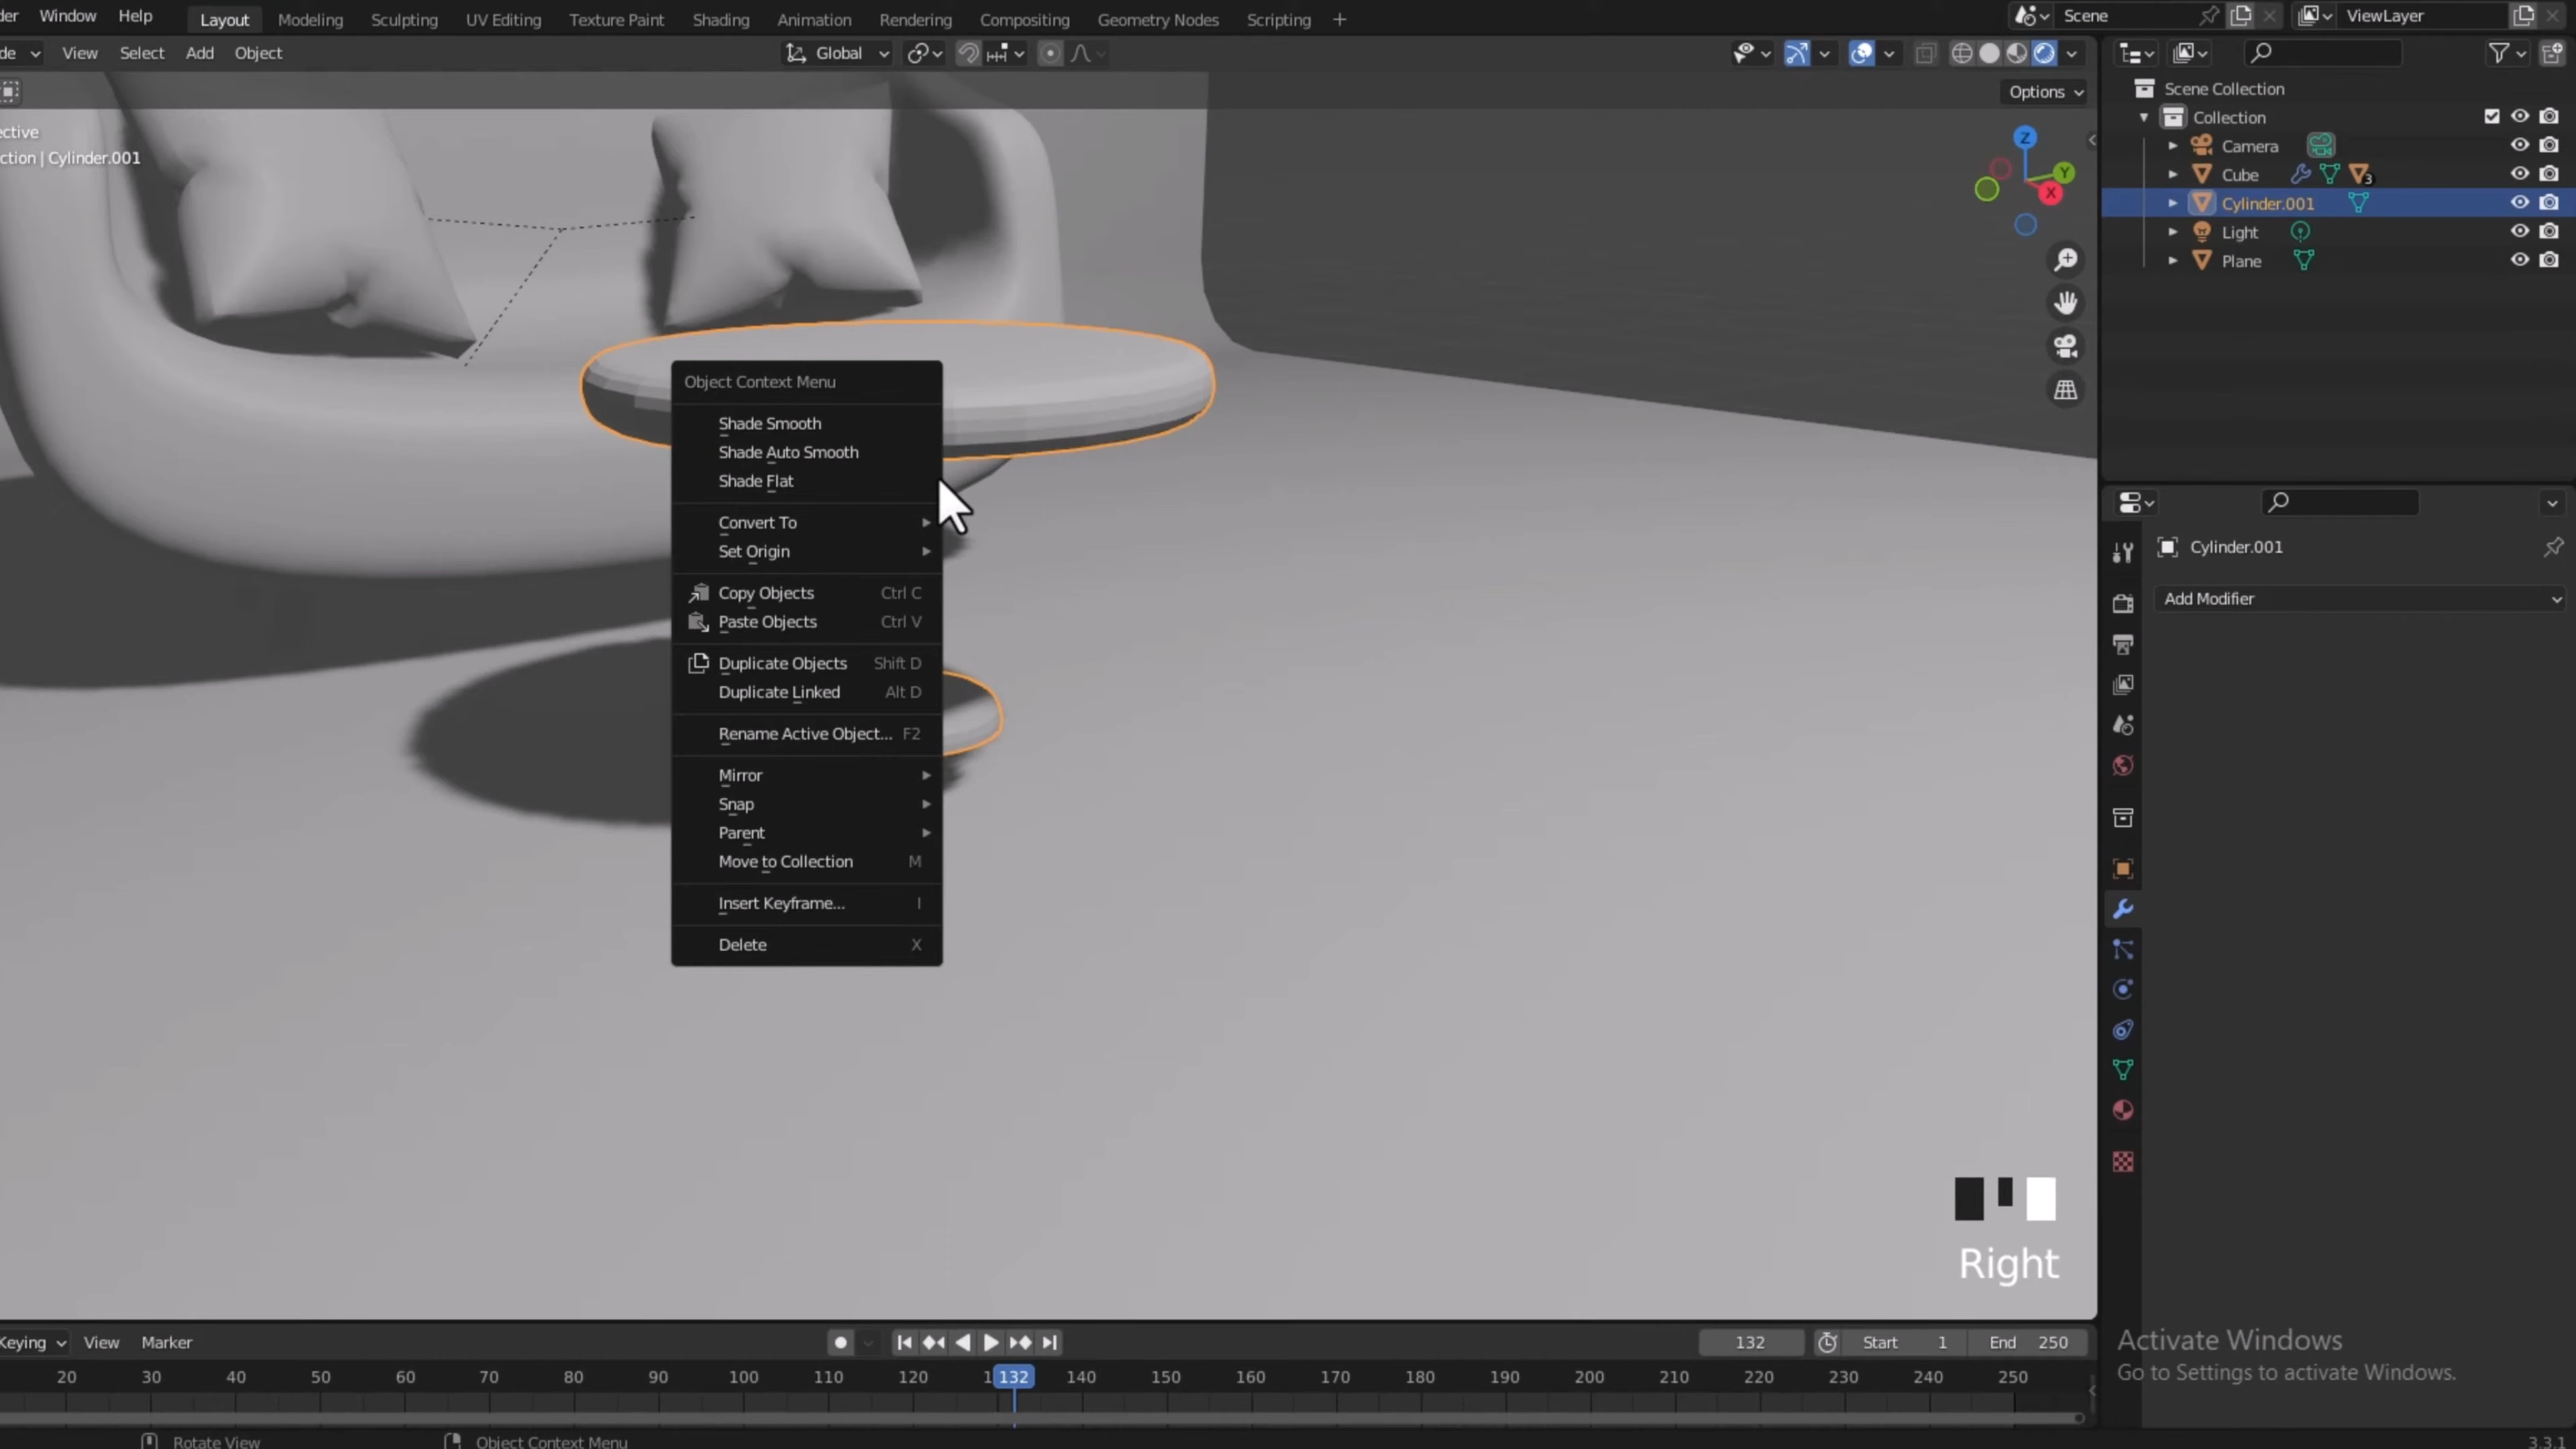 der Window Help Layout Modeling Sculpting UV Editing Texture Paint Shading Animation Rendering Compositing Geometry Nodes Scripting + Scene ViewLayer
de View Select Add Object Global
Options
ective
ction | Cylinder.001
Z
Y
X
Scene Collection
Collection
Camera
Cube 3
Cylinder.001
Light
Plane
Object Context Menu
Shade Smooth
Shade Auto Smooth
Shade Flat
Convert To
Set Origin
Copy Objects Ctrl C
Paste Objects Ctrl V
Duplicate Objects Shift D
Duplicate Linked Alt D
Rename Active Object... F2
Mirror
Snap
Parent
Move to Collection M
Insert Keyframe... I
Delete X
Cylinder.001
Add Modifier
Right
Activate Windows
Go to Settings to activate Windows.
Keying View Marker 132 Start 1 End 250
20 30 40 50 60 70 80 90 100 110 120 1 132 140 150 160 170 180 190 200 210 220 230 240 250
Rotate View Object Context Menu 3.3.1